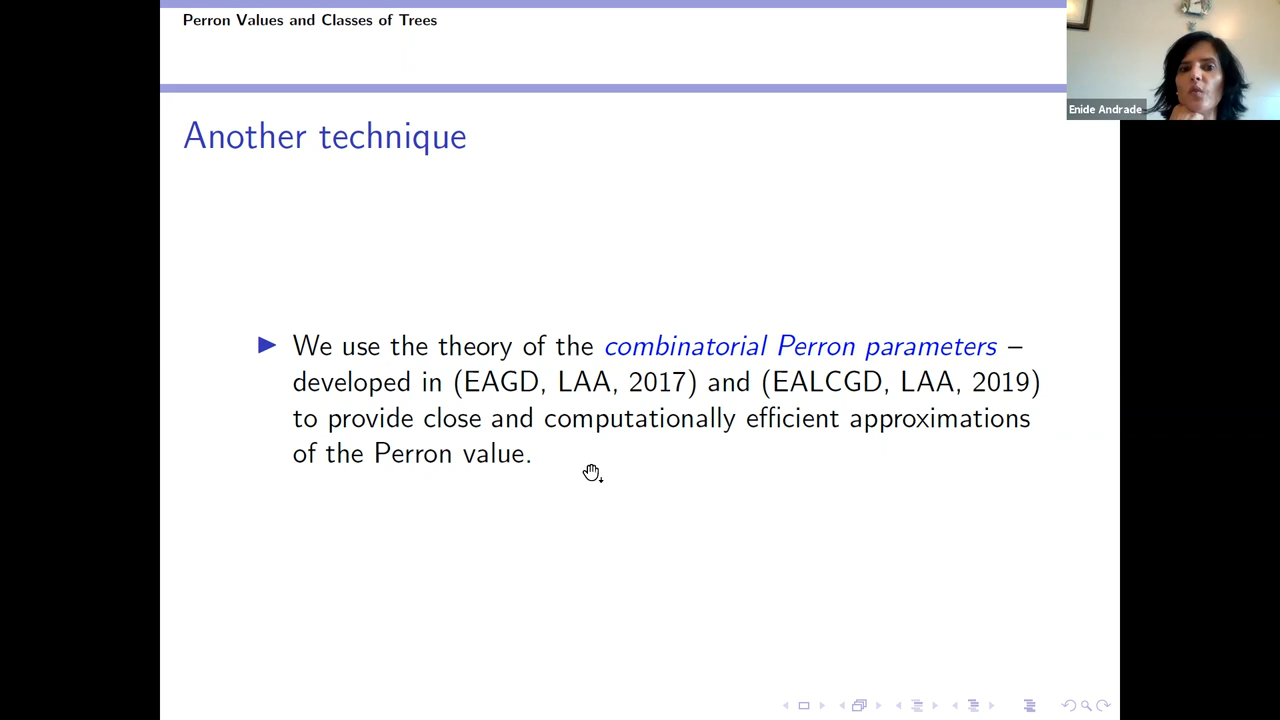 Perron Values and Classes of Trees
Enide Andrade
Another technique
We use the theory of the combinatorial Perron parameters –
developed in (EAGD, LAA, 2017) and (EALCGD, LAA, 2019)
to provide close and computationally efficient approximations
of the Perron value.